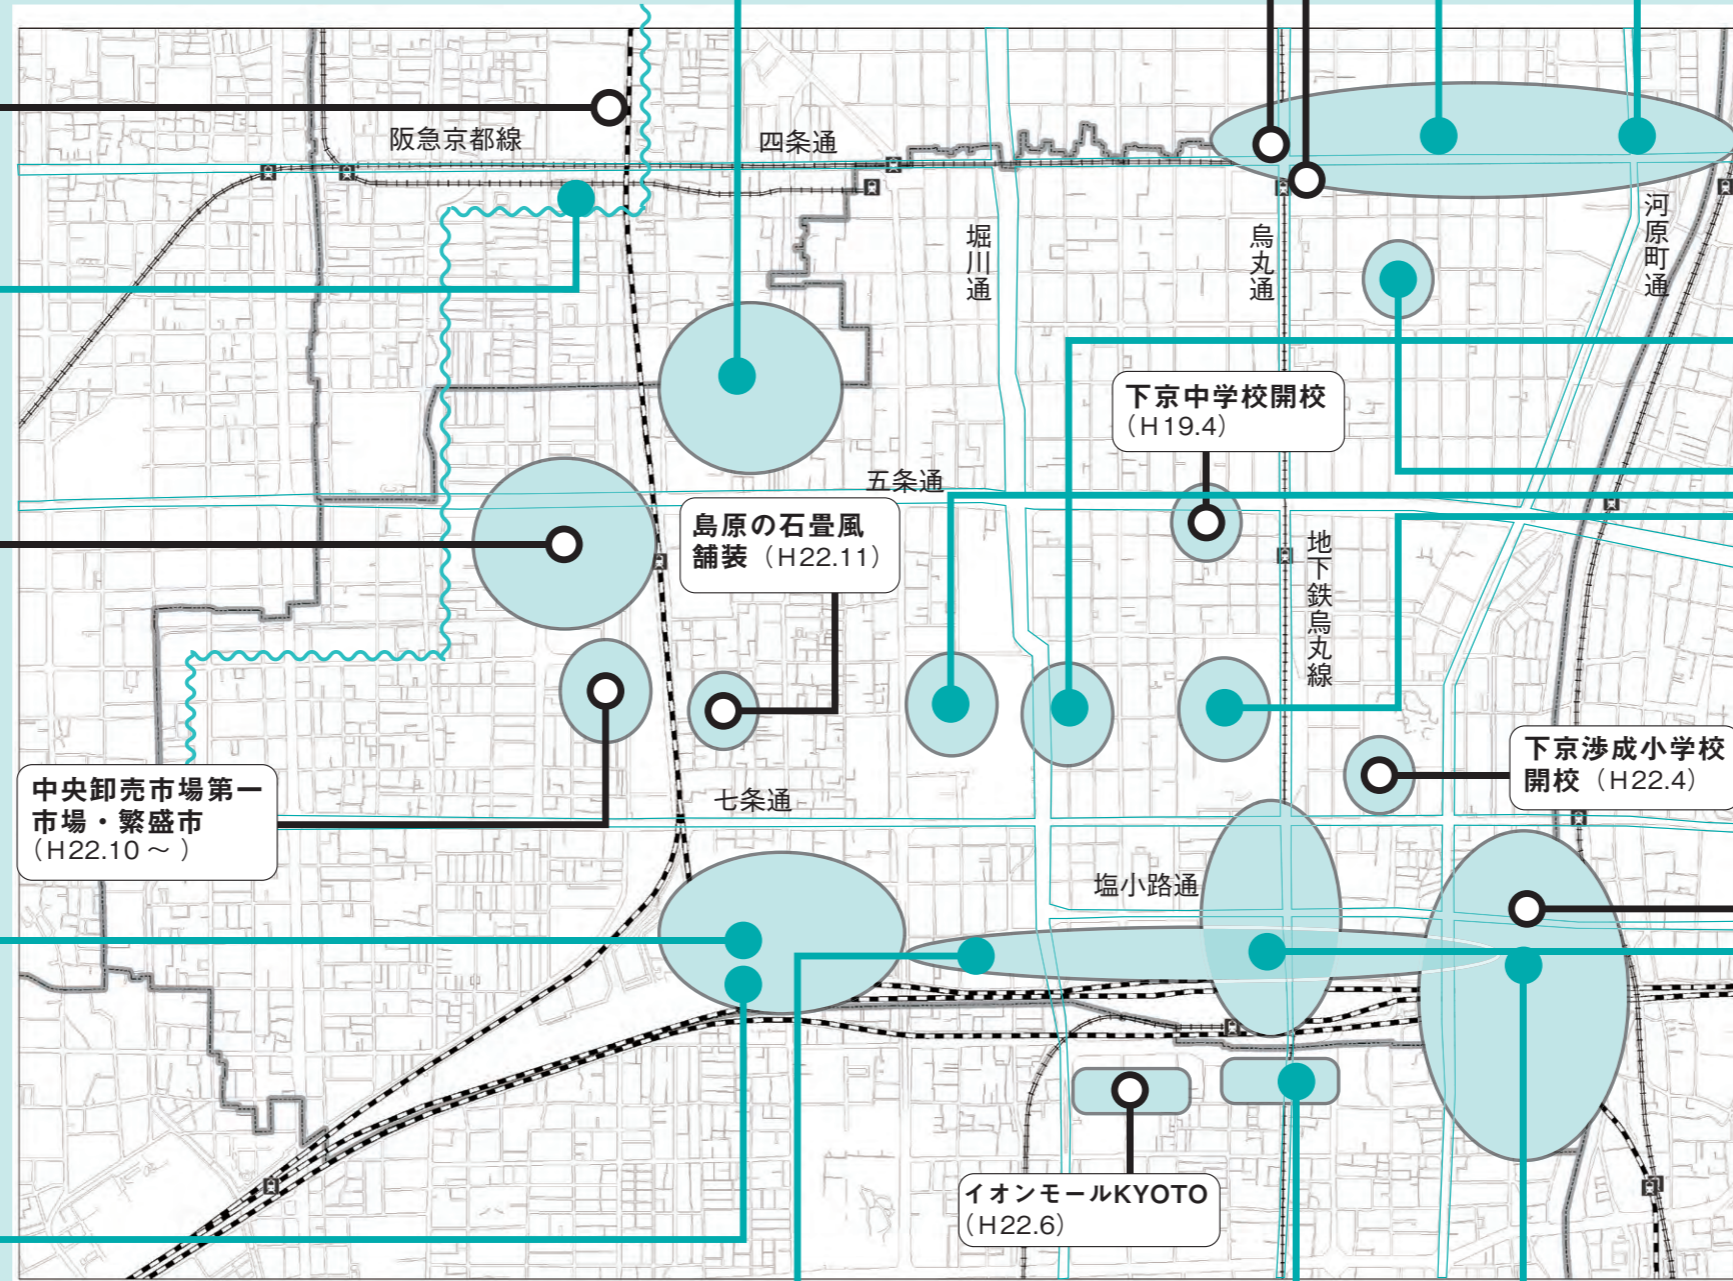 阪急京都線
四条通
堀川通
烏丸通
河原町通
下京中学校開校
（H19.4）
五条通
島原の石畳風
舗装（H22.11）
地下鉄烏丸線
下京渉成小学校
開校（H22.4）
中央卸売市場第一
市場・繁盛市
（H22.10～）
七条通
塩小路通
イオンモールKYOTO
（H22.6）